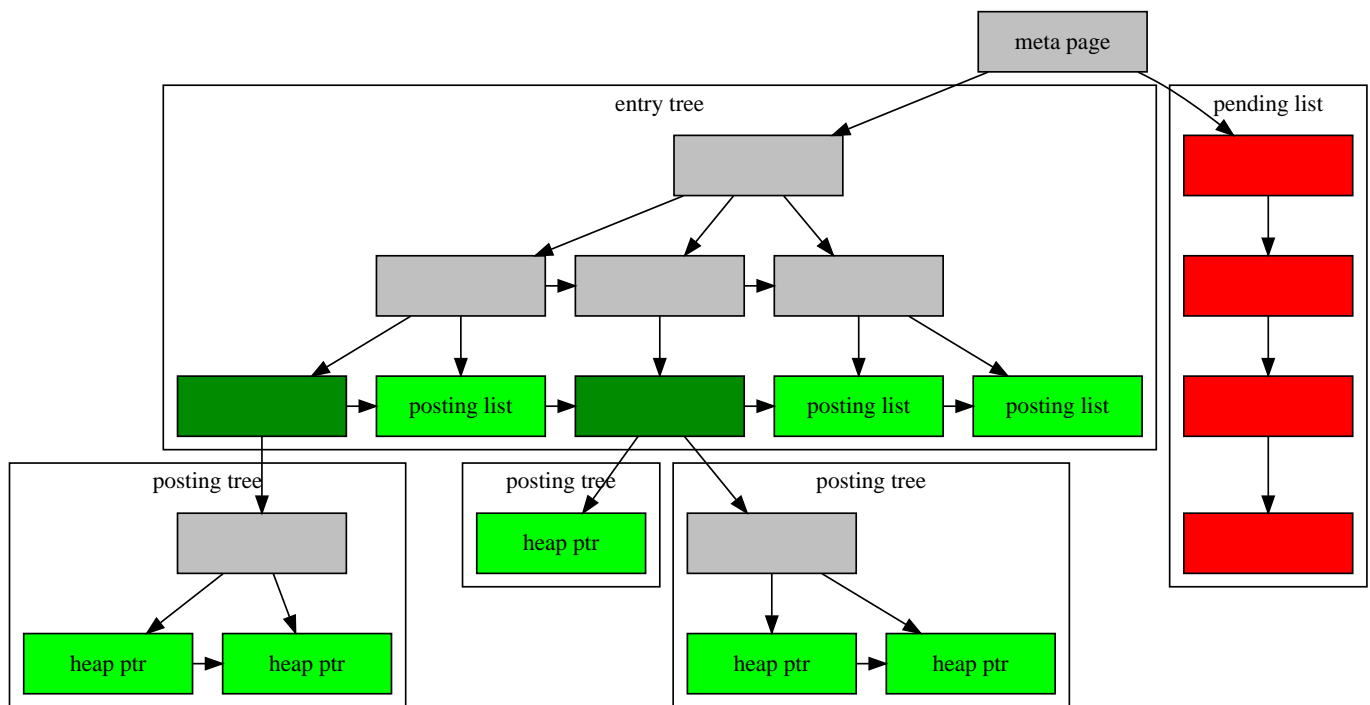 meta page
entry tree
pending list
posting list
posting list
posting list
posting tree
posting tree
posting tree
heap ptr
heap ptr
heap ptr
heap ptr
heap ptr